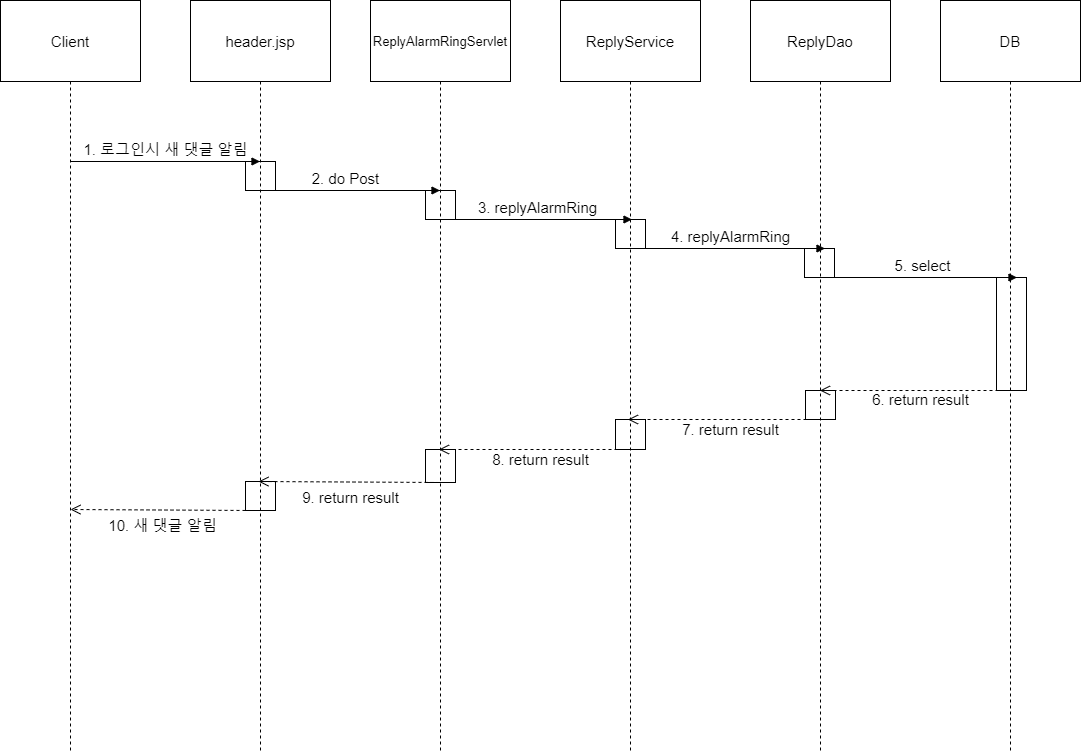 Client
header.jsp
ReplyAlarmRingServlet
ReplyService
ReplyDao
DB
1. 로그인시 새 댓글 알림
2. do Post
3. replyAlarmRing
4. replyAlarmRing
5. select
6. return result
7. return result
8. return result
9. return result
10. 새 댓글 알림